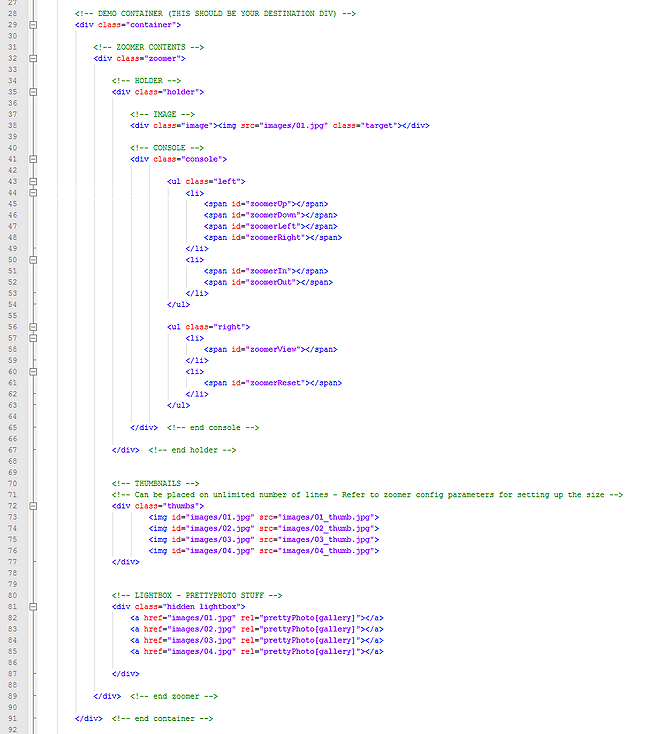 27
28 <!-- DEMO CONTAINER (THIS SHOULD BE YOUR DESTINATION DIV) -->
29 <div class="container">
30
31 <!-- ZOOMER CONTENTS -->
32 <div class="zoomer">
33
34 <!-- HOLDER -->
35 <div class="holder">
36
37 <!-- IMAGE -->
38 <div class="image"><img src="images/01.jpg" class="target"></div>
39
40 <!-- CONSOLE -->
41 <div class="console">
42
43 <ul class="left">
44 <li>
45 <span id="zoomerUp"></span>
46 <span id="zoomerDown"></span>
47 <span id="zoomerLeft"></span>
48 <span id="zoomerRight"></span>
49 </li>
50 <li>
51 <span id="zoomerIn"></span>
52 <span id="zoomerOut"></span>
53 </li>
54 </ul>
55
56 <ul class="right">
57 <li>
58 <span id="zoomerView"></span>
59 </li>
60 <li>
61 <span id="zoomerReset"></span>
62 </li>
63 </ul>
64
65 </div> <!-- end console -->
66
67 </div> <!-- end holder -->
68
69
70 <!-- THUMBNAILS -->
71 <!-- Can be placed on unlimited number of lines - Refer to zoomer config parameters for setting up the size -->
72 <div class="thumbs">
73 <img id="images/01.jpg" src="images/01_thumb.jpg">
74 <img id="images/02.jpg" src="images/02_thumb.jpg">
75 <img id="images/03.jpg" src="images/03_thumb.jpg">
76 <img id="images/04.jpg" src="images/04_thumb.jpg">
77 </div>
78
79
80 <!-- LIGHTBOX - PRETTYPHOTO STUFF -->
81 <div class="hidden lightbox">
82 <a href="images/01.jpg" rel="prettyPhoto[gallery]"></a>
83 <a href="images/02.jpg" rel="prettyPhoto[gallery]"></a>
84 <a href="images/03.jpg" rel="prettyPhoto[gallery]"></a>
85 <a href="images/04.jpg" rel="prettyPhoto[gallery]"></a>
86
87 </div>
88
89 </div> <!-- end zoomer -->
90
91 </div> <!-- end container -->
92